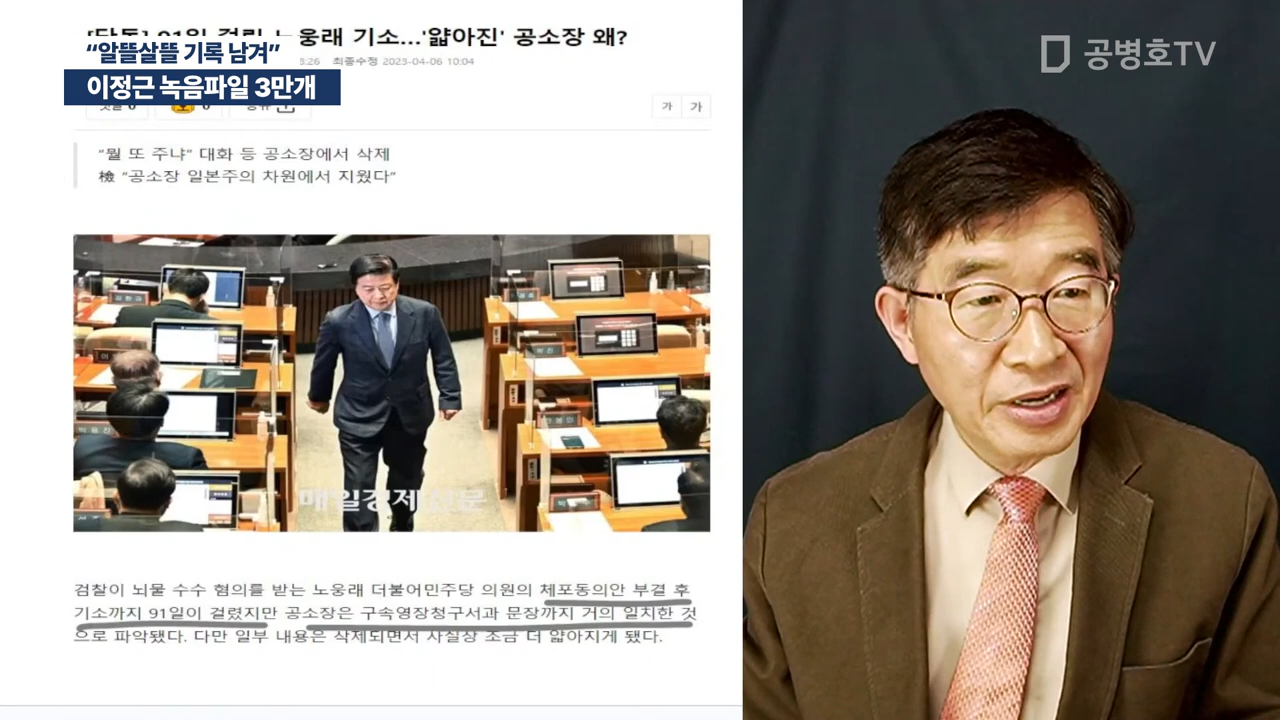 웅래 기소...'얇아진' 공소장 왜?
“알뜰살뜰 기록 남겨”
최종수정 2023-04-06 10:04
이정근 녹음파일 3만개
공병호TV
가 가
“뭘 또 주냐” 대화 등 공소장에서 삭제
檢 “공소장 일본주의 차원에서 지웠다”
매일경제신문
검찰이 뇌물 수수 혐의를 받는 노웅래 더불어민주당 의원의 체포동의안 부결 후
기소까지 91일이 걸렸지만 공소장은 구속영장청구서과 문장까지 거의 일치한 것
으로 파악됐다. 다만 일부 내용은 삭제되면서 사실상 조금 더 얇아지게 됐다.